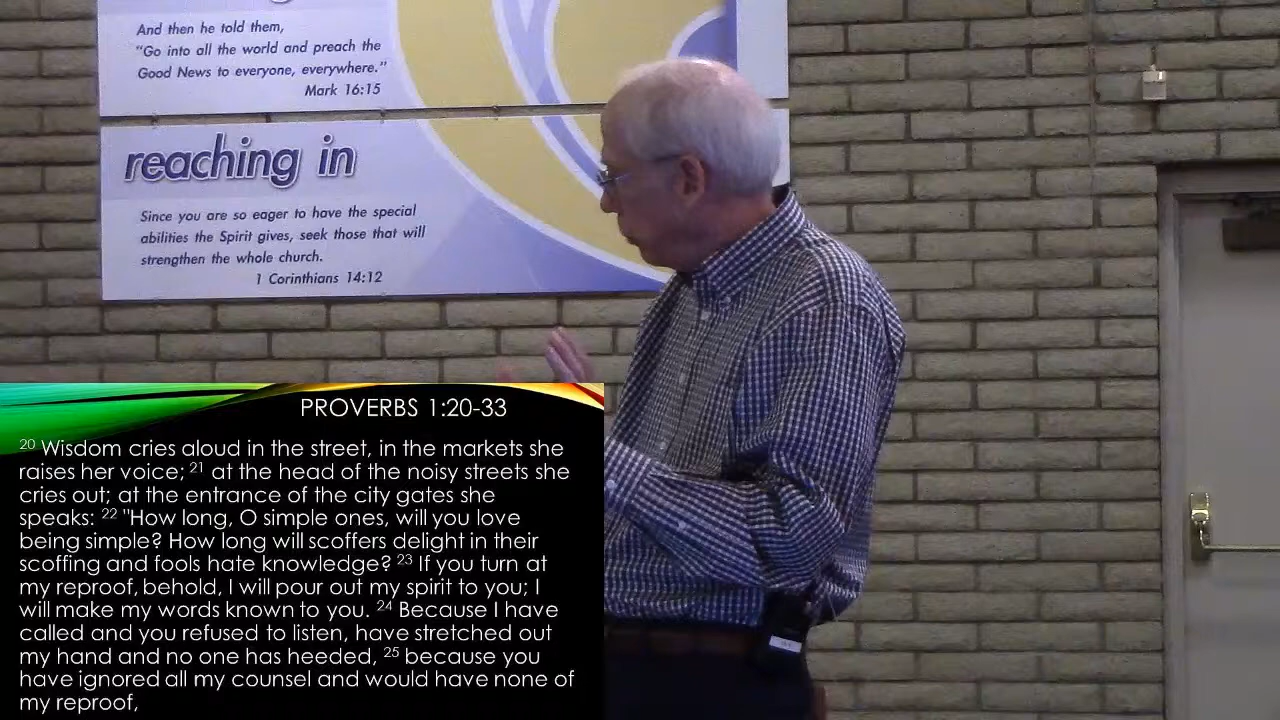 And then he told them,
"Go into all the world and preach the
Good News to everyone, everywhere."
Mark 16:15
reaching in
Since you are so eager to have the special
abilities the Spirit gives, seek those that will
strengthen the whole church.
1 Corinthians 14:12
PROVERBS 1:20-33
20 Wisdom cries aloud in the street, in the markets she
raises her voice; 21 at the head of the noisy streets she
cries out; at the entrance of the city gates she
speaks: 22 "How long, O simple ones, will you love
being simple? How long will scoffers delight in their
scoffing and fools hate knowledge? 23 If you turn at
my reproof, behold, I will pour out my spirit to you; I
will make my words known to you. 24 Because I have
called and you refused to listen, have stretched out
my hand and no one has heeded, 25 because you
have ignored all my counsel and would have none of
my reproof,